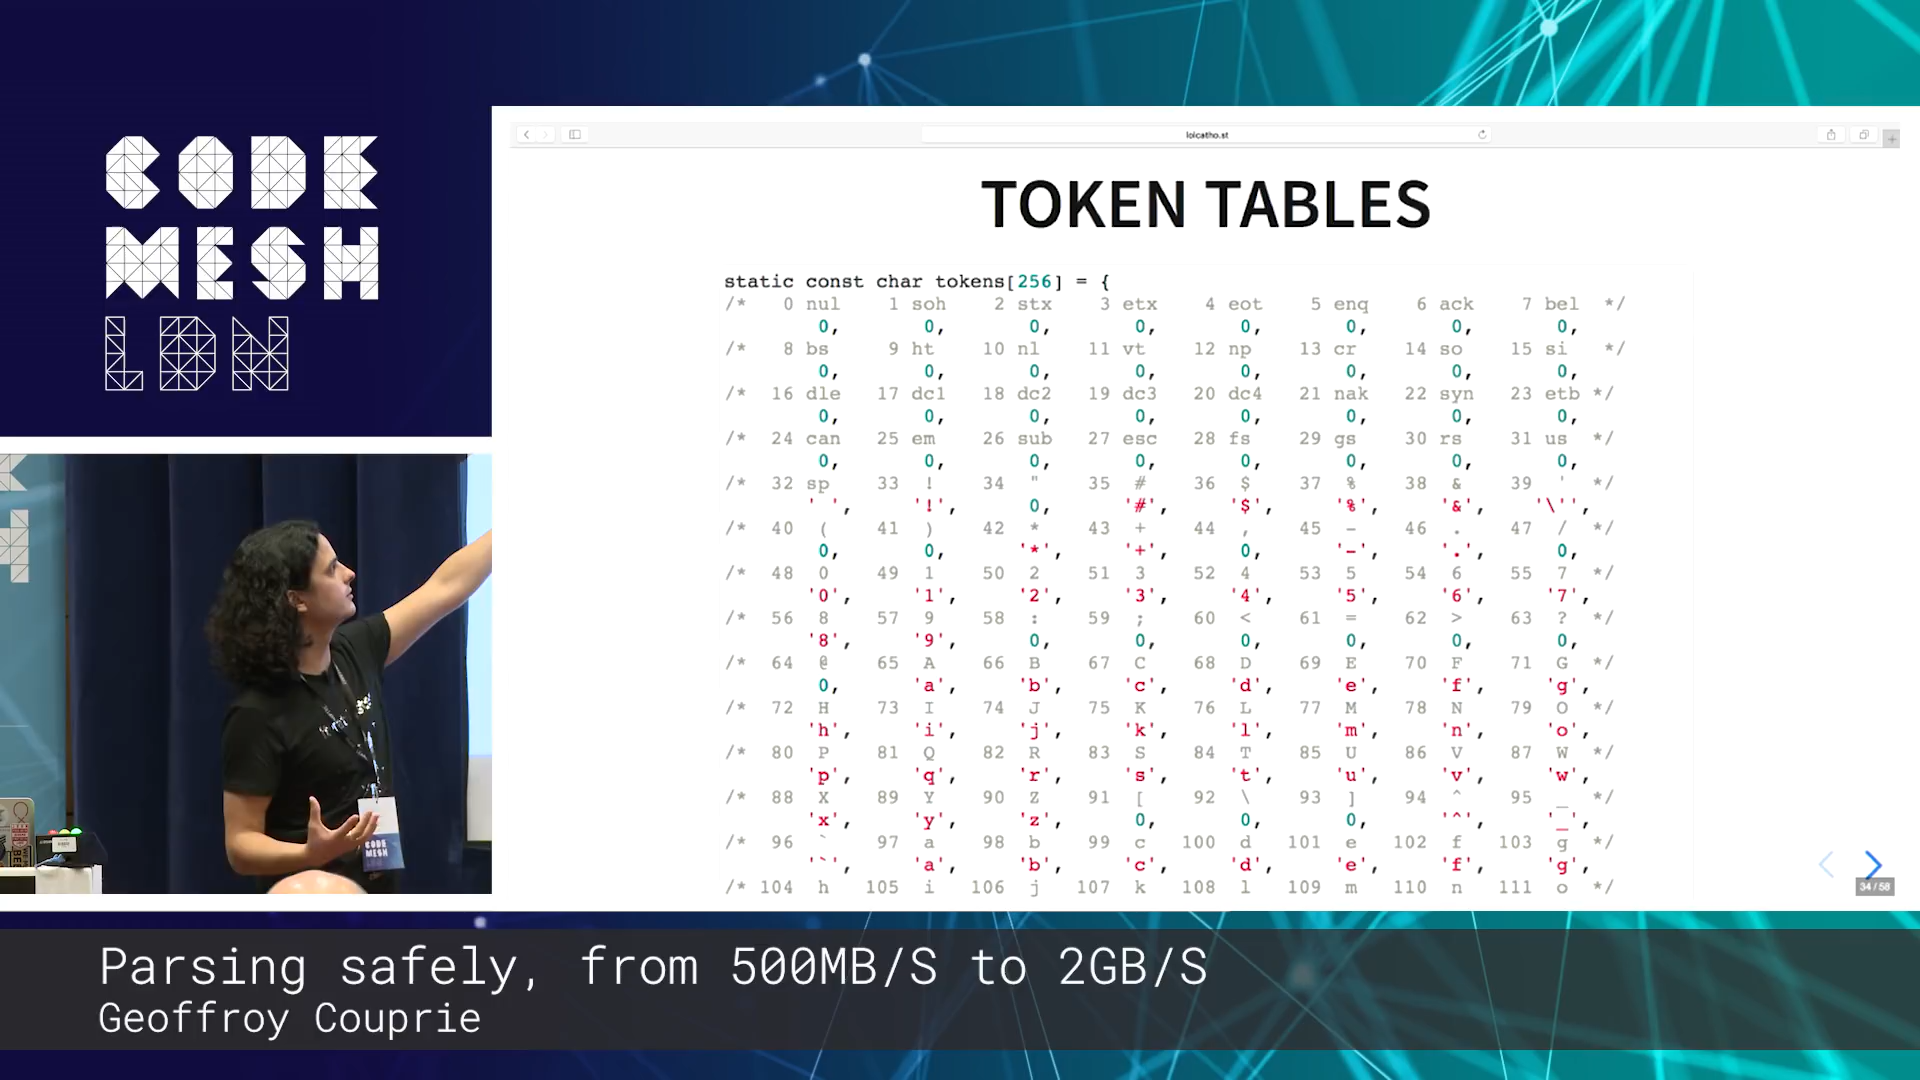 CODE
MESH
LDN
lolcatho.st
TOKEN TABLES
static const char tokens[256] = {
/* 0 nul 1 soh 2 stx 3 etx 4 eot 5 enq 6 ack 7 bel */
0, 0, 0, 0, 0, 0, 0, 0,
/* 8 bs 9 ht 10 nl 11 vt 12 np 13 cr 14 so 15 si */
0, 0, 0, 0, 0, 0, 0, 0,
/* 16 dle 17 dc1 18 dc2 19 dc3 20 dc4 21 nak 22 syn 23 etb */
0, 0, 0, 0, 0, 0, 0, 0,
/* 24 can 25 em 26 sub 27 esc 28 fs 29 gs 30 rs 31 us */
0, 0, 0, 0, 0, 0, 0, 0,
/* 32 sp 33 ! 34 " 35 # 36 $ 37 % 38 & 39 ' */
' ', '!', 0, '#', '$', '%', '&', '\'',
/* 40 ( 41 ) 42 * 43 + 44 , 45 - 46 . 47 / */
0, 0, '*', '+', 0, '-', '.', 0,
/* 48 0 49 1 50 2 51 3 52 4 53 5 54 6 55 7 */
'0', '1', '2', '3', '4', '5', '6', '7',
/* 56 8 57 9 58 : 59 ; 60 < 61 = 62 > 63 ? */
'8', '9', 0, 0, 0, 0, 0, 0,
/* 64 @ 65 A 66 B 67 C 68 D 69 E 70 F 71 G */
0, 'a', 'b', 'c', 'd', 'e', 'f', 'g',
/* 72 H 73 I 74 J 75 K 76 L 77 M 78 N 79 O */
'h', 'i', 'j', 'k', 'l', 'm', 'n', 'o',
/* 80 P 81 Q 82 R 83 S 84 T 85 U 86 V 87 W */
'p', 'q', 'r', 's', 't', 'u', 'v', 'w',
/* 88 X 89 Y 90 Z 91 [ 92 \ 93 ] 94 ^ 95 _ */
'x', 'y', 'z', 0, 0, 0, '^', '_',
/* 96 ` 97 a 98 b 99 c 100 d 101 e 102 f 103 g */
'`', 'a', 'b', 'c', 'd', 'e', 'f', 'g',
/* 104 h 105 i 106 j 107 k 108 l 109 m 110 n 111 o */
34 / 58
CODE
MESH
LDN
Parsing safely, from 500MB/S to 2GB/S
Geoffroy Couprie